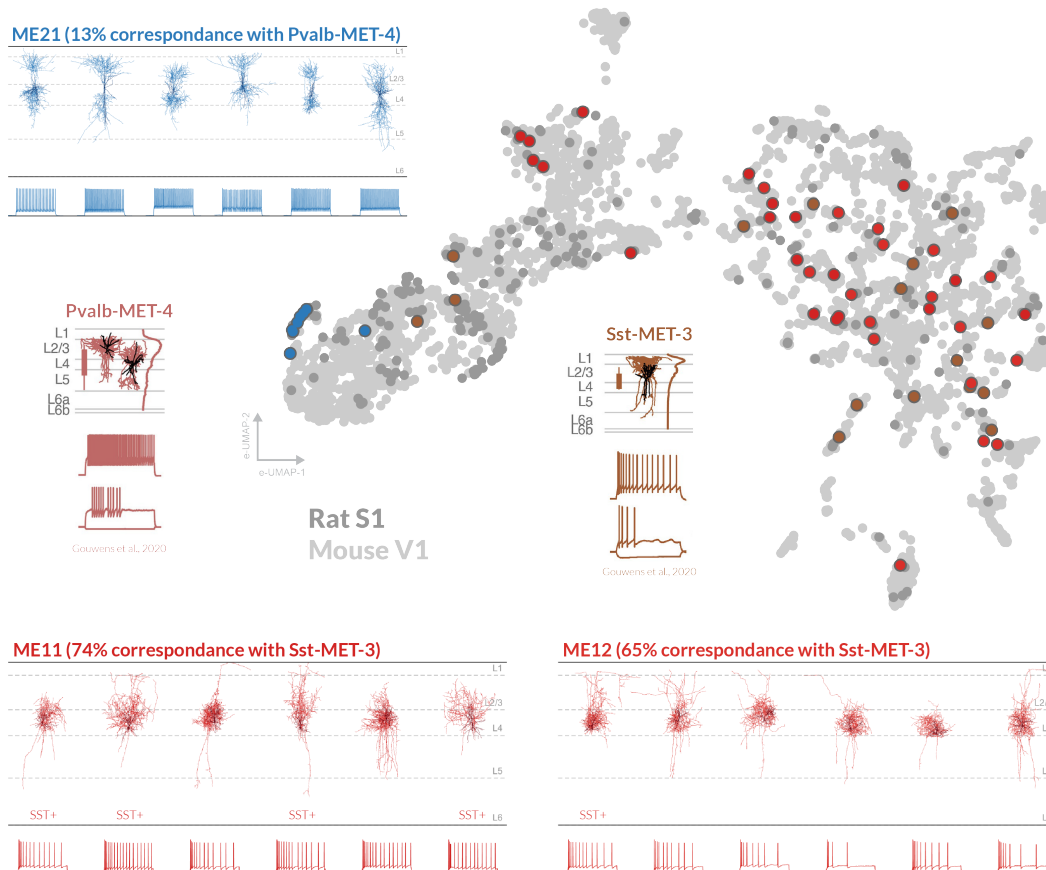 ME21 (13% correspondance with Pvalb-MET-4)
L1
L2/3
L4
L5
L6
Pvalb-MET-4
L1
L2/3
L4
L5
L6a
L6b
Gouwens et al., 2020
e-UMAP-2
e-UMAP-1
Rat S1
Mouse V1
Sst-MET-3
L1
L2/3
L4
L5
L6a
L6b
Gouwens et al., 2020
ME11 (74% correspondance with Sst-MET-3)
L1
L2/3
L4
L5
SST+ SST+ SST+ SST+ L6
ME12 (65% correspondance with Sst-MET-3)
SST+